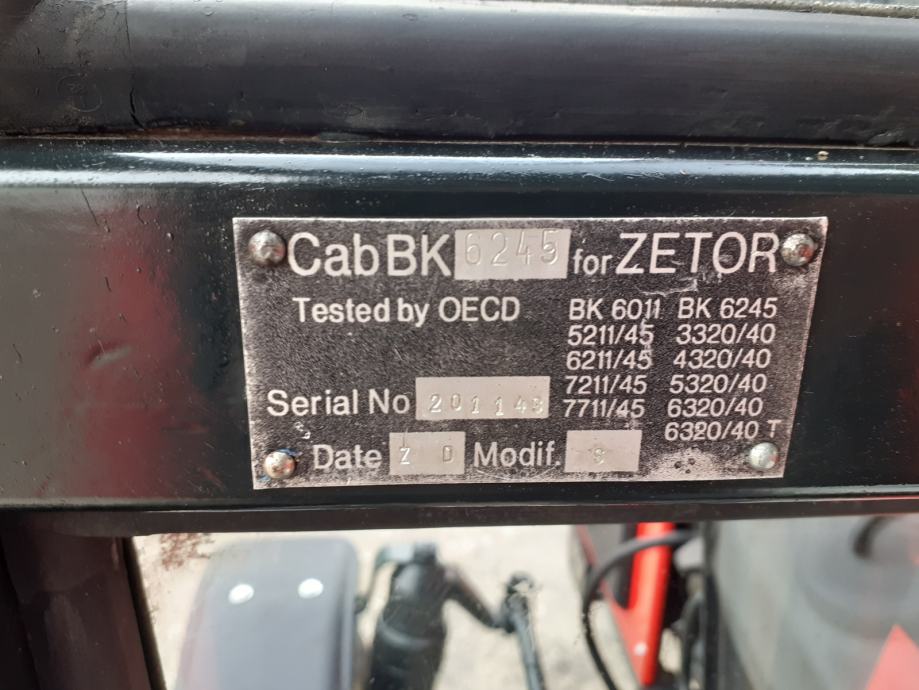 Cab BK 6245 for ZETOR
Tested by OECD
BK 6011 BK 6245
5211/45 3320/40
6211/45 4320/40
7211/45 5320/40
7711/45 6320/40
6320/40 T
Serial No
Date Z D Modif. S